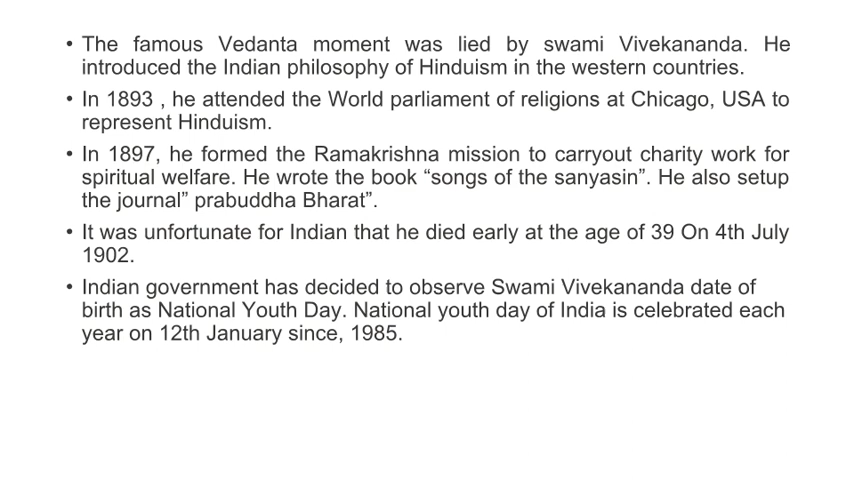 • The famous Vedanta moment was lied by swami Vivekananda. He
introduced the Indian philosophy of Hinduism in the western countries.
• In 1893 , he attended the World parliament of religions at Chicago, USA to
represent Hinduism.
• In 1897, he formed the Ramakrishna mission to carryout charity work for
spiritual welfare. He wrote the book “songs of the sanyasin”. He also setup
the journal” prabuddha Bharat”.
• It was unfortunate for Indian that he died early at the age of 39 On 4th July
1902.
• Indian government has decided to observe Swami Vivekananda date of
birth as National Youth Day. National youth day of India is celebrated each
year on 12th January since, 1985.